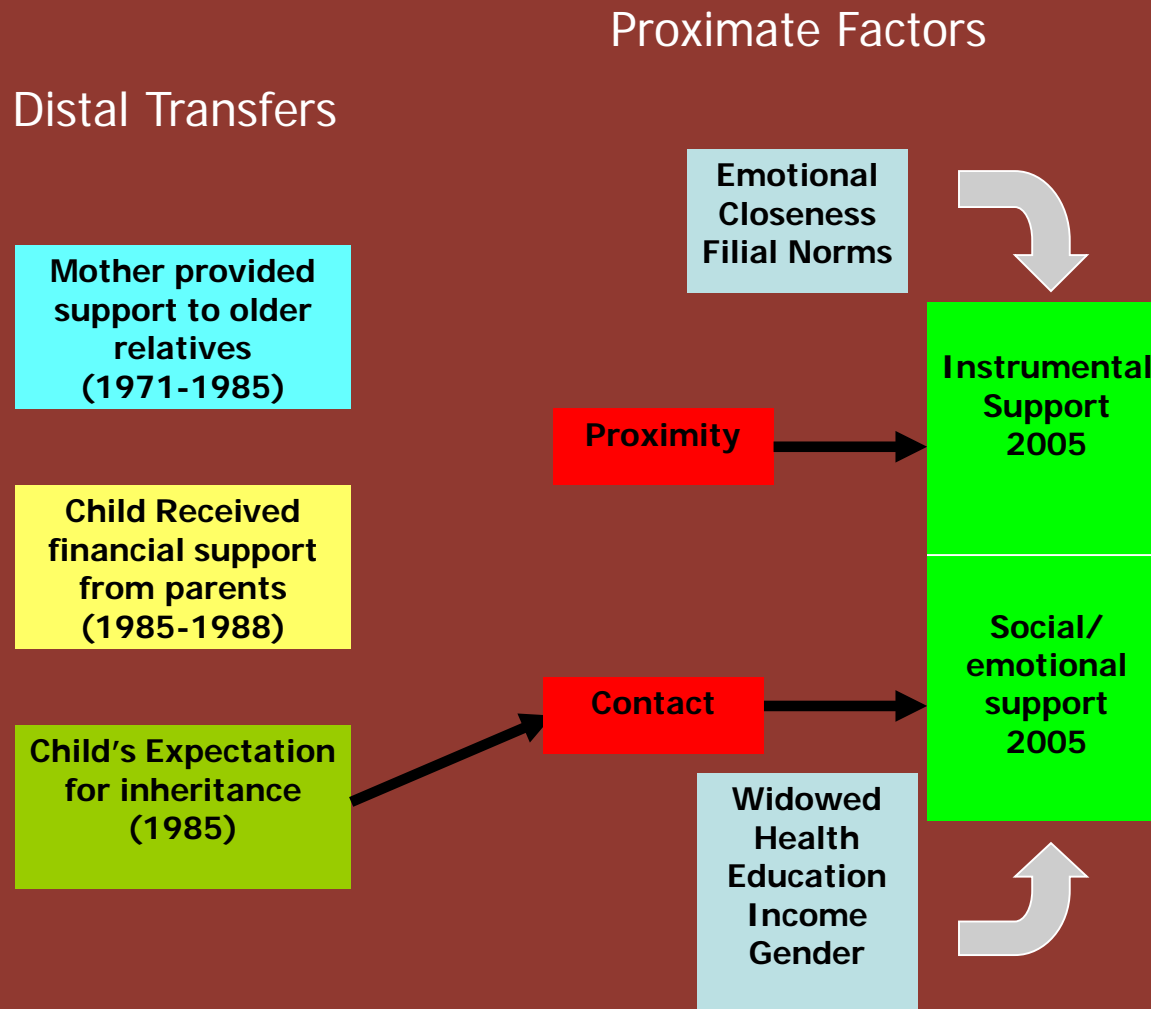 Proximate Factors
Distal Transfers
Emotional
Closeness
Filial Norms
Mother provided
support to older
relatives
(1971-1985)
Instrumental
Support
2005
Proximity
Child Received
financial support
from parents
(1985-1988)
Social/
emotional
support
2005
Contact
Child’s Expectation
for inheritance
(1985)
Widowed
Health
Education
Income
Gender